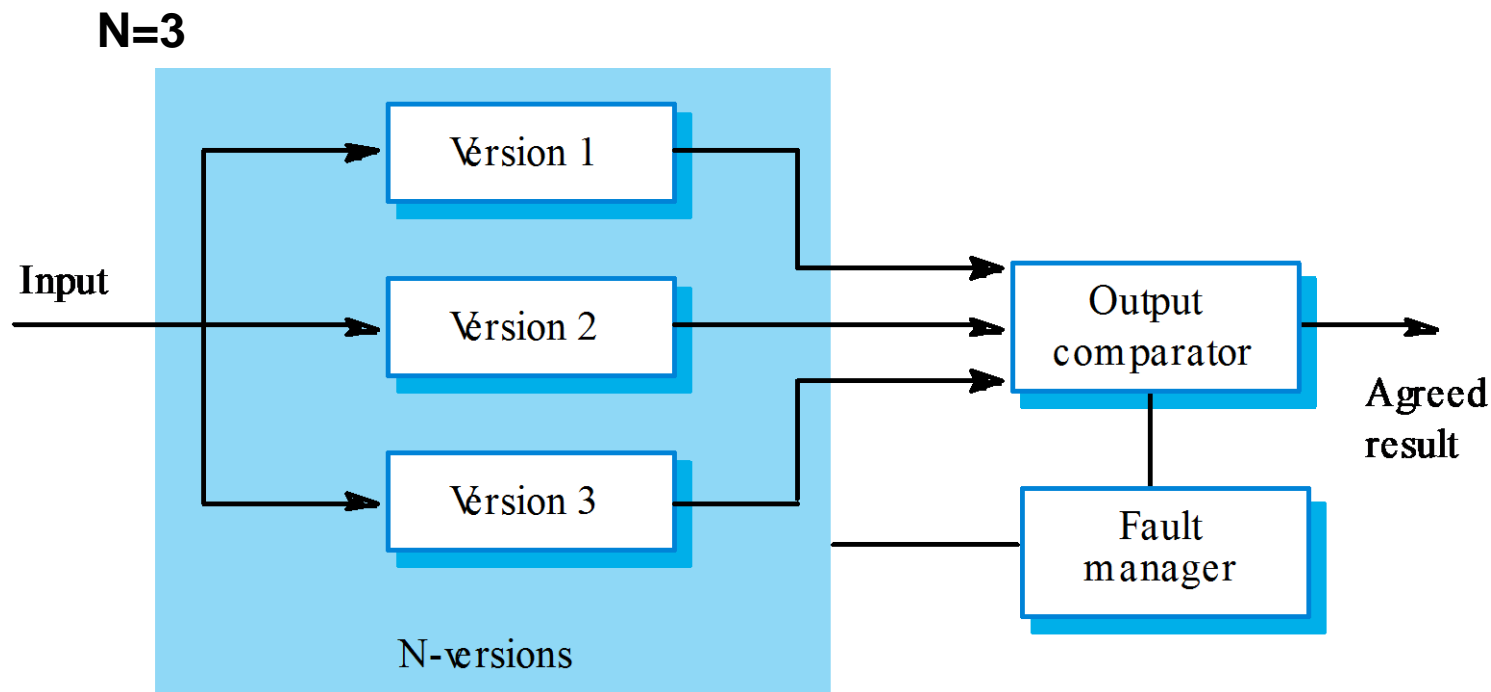 N=3
Version 1
Input
Version 2
Output
comparator
Agreed
result
Version 3
Fault
manager
N-versions